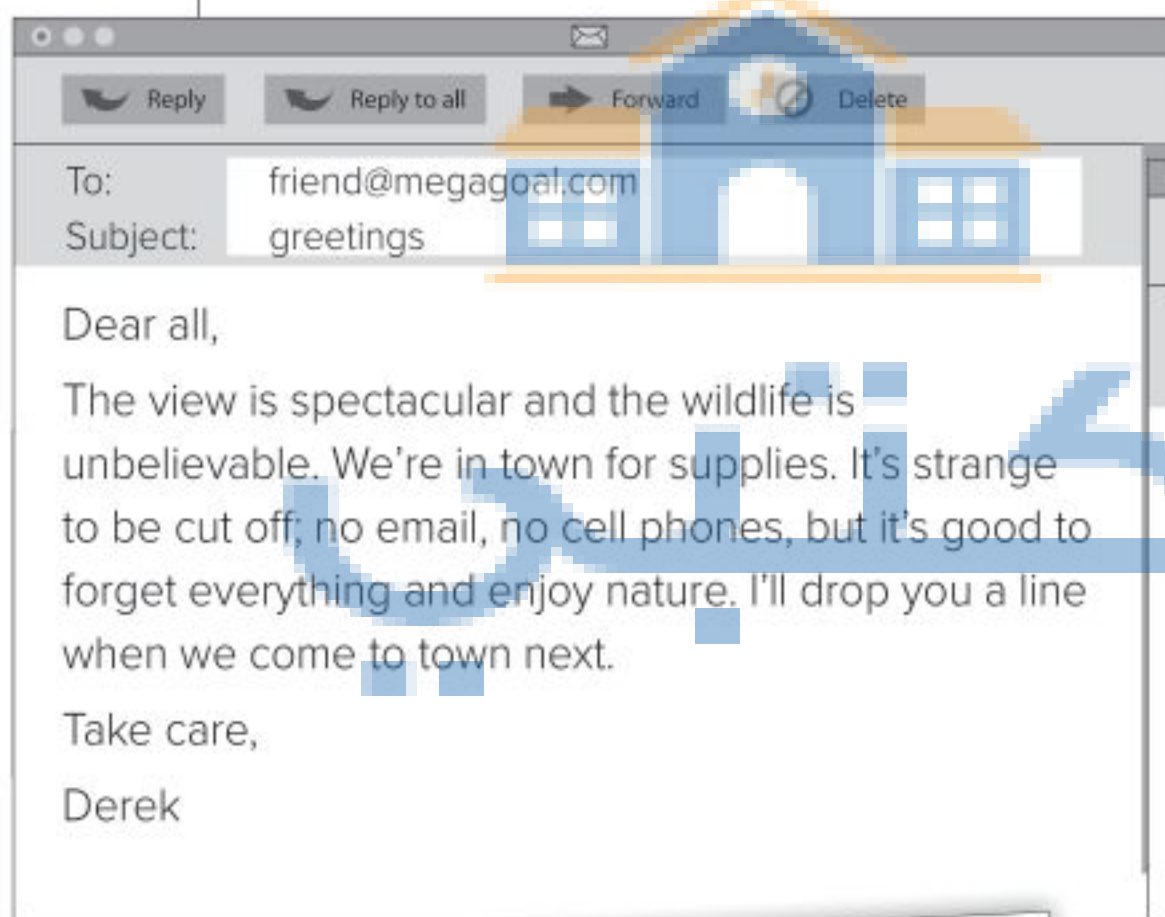 Reply Reply to all Forward Delete
To: friend@megagoal.com
Subject: greetings
Dear all,
The view is spectacular and the wildlife is
unbelievable. We're in town for supplies. It's strange
to be cut off; no email, no cell phones, but it's good to
forget everything and enjoy nature. I'll drop you a line
when we come to town next.
Take care,
Derek